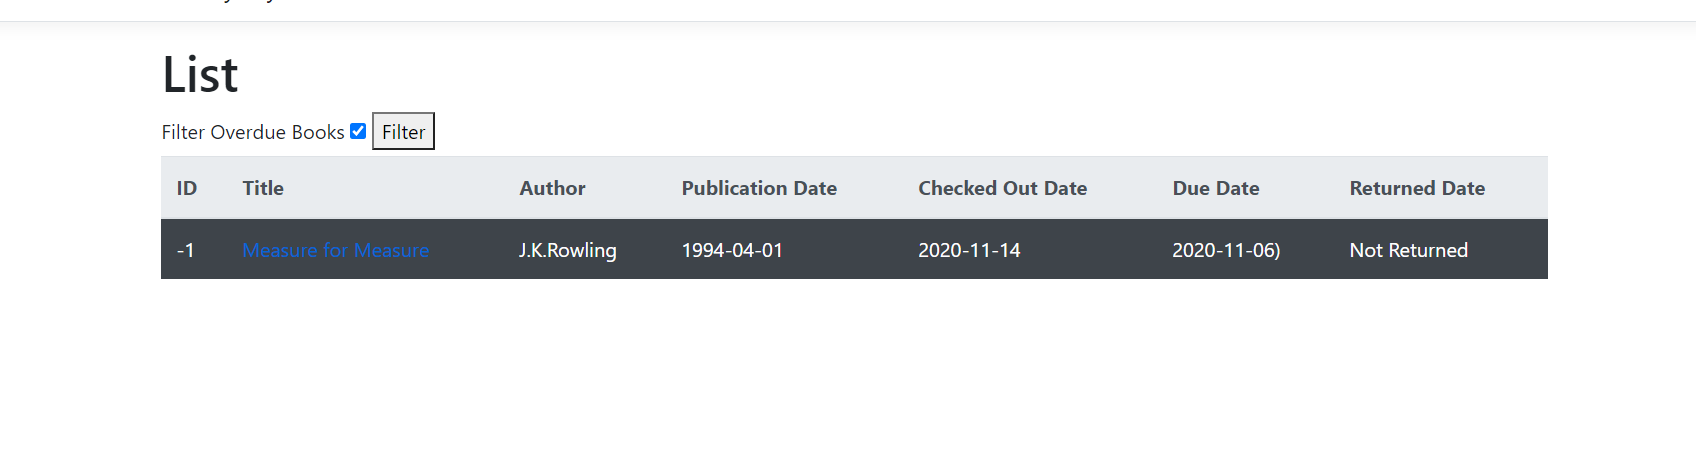 List
Filter Overdue Books Filter
ID Title Author Publication Date Checked Out Date Due Date Returned Date
-1 Measure for Measure J.K.Rowling 1994-04-01 2020-11-14 2020-11-06) Not Returned